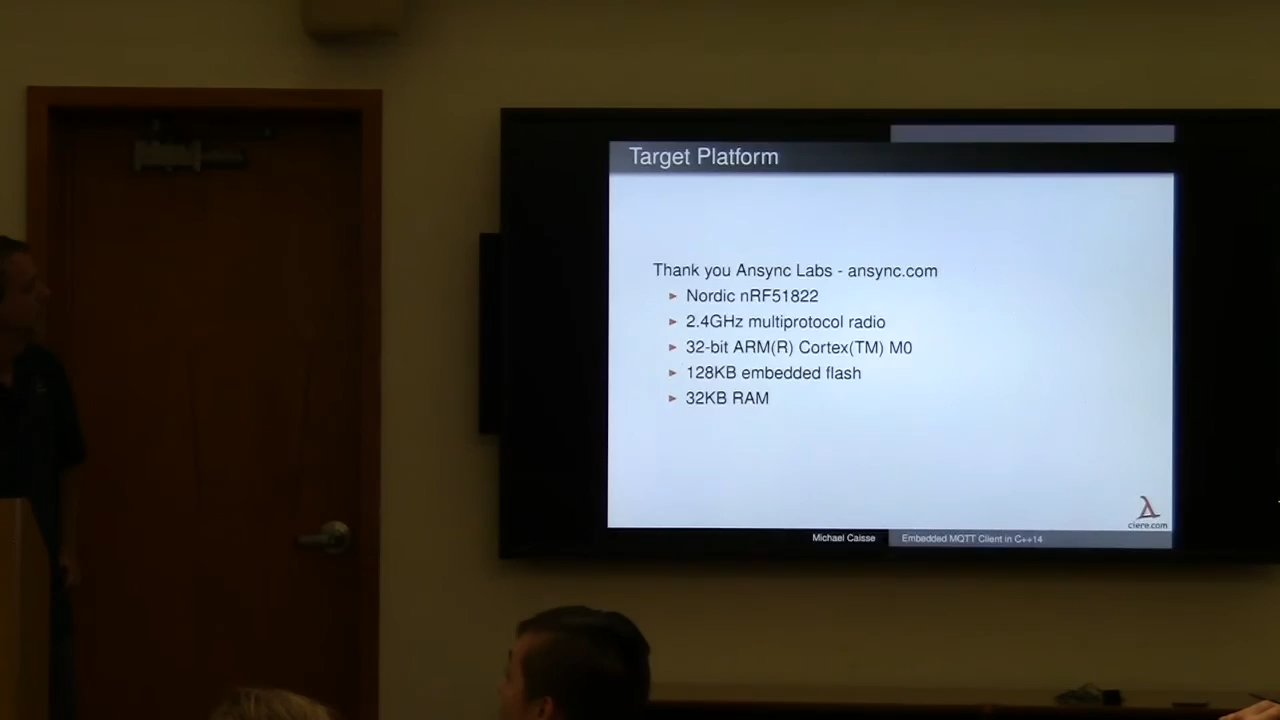 Target Platform
Thank you Ansync Labs - ansync.com
Nordic nRF51822
2.4GHz multiprotocol radio
32-bit ARM(R) Cortex(TM) M0
128KB embedded flash
32KB RAM
ciere.com
Michael Caisse
Embedded MQTT Client in C++14